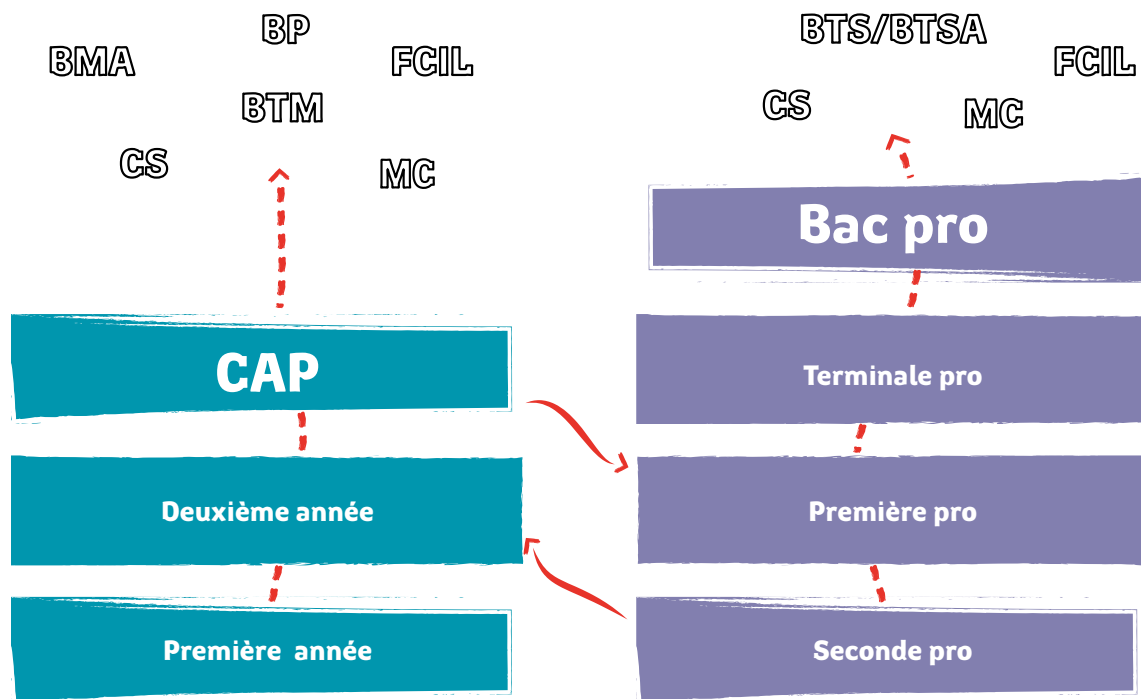 BP
BMA
FCIL
BTM
CS
MC
CAP
Deuxième année
Première année
BTS/BTSA
FCIL
CS
MC
Bac pro
Terminale pro
Première pro
Seconde pro